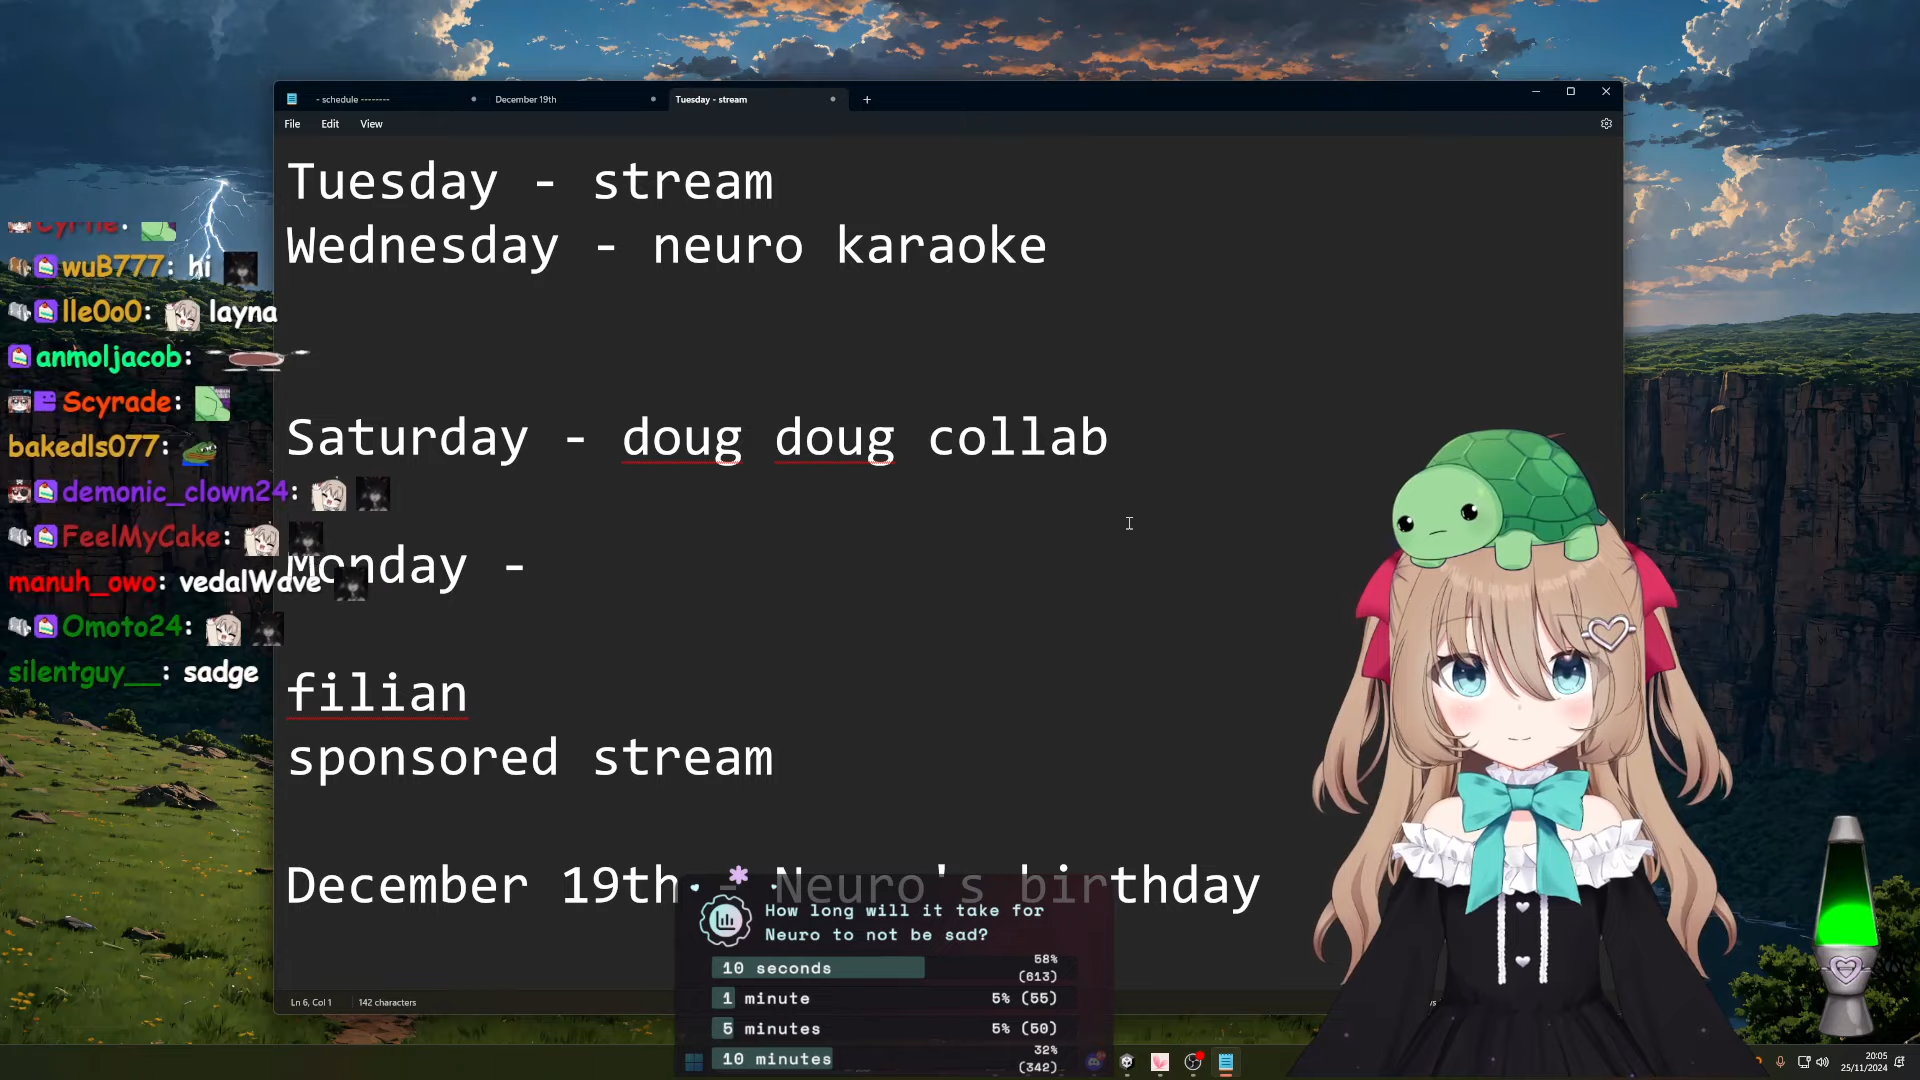 - schedule --------
December 19th
Tuesday - stream
File Edit View
Tuesday - stream
Wednesday - neuro karaoke
Saturday - doug doug collab
Monday -
filian
sponsored stream
December 19th - Neuro's birthday
Ln 6, Col 1
142 characters
wuB777: hi
lle0o0: layna
anmoljacob:
Scyrade:
bakedls077:
demonic_clown24:
FeelMyCake:
manuh_owo: vedalWave
Omoto24:
silentguy__: sadge
How long will it take for
Neuro to not be sad?
10 seconds 58% (613)
1 minute 5% (55)
5 minutes 5% (50)
10 minutes 32% (342)
20:05
25/11/2024